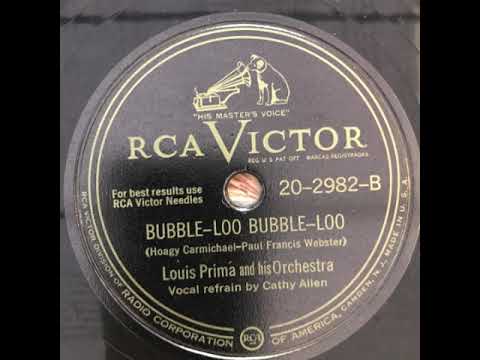 "HIS MASTER'S VOICE"
RCA VICTOR
REG. U S PAT OFF MARCAS REGISTRADAS
For best results use
RCA Victor Needles
20-2982-B
BUBBLE–LOO BUBBLE–LOO
(Hoagy Carmichael–Paul Francis Webster)
Louis Prima and his Orchestra
Vocal refrain by Cathy Allen
RCA VICTOR DIVISION OF RADIO CORPORATION OF AMERICA, CAMDEN, N. J. MADE IN U.S.A.
RCA